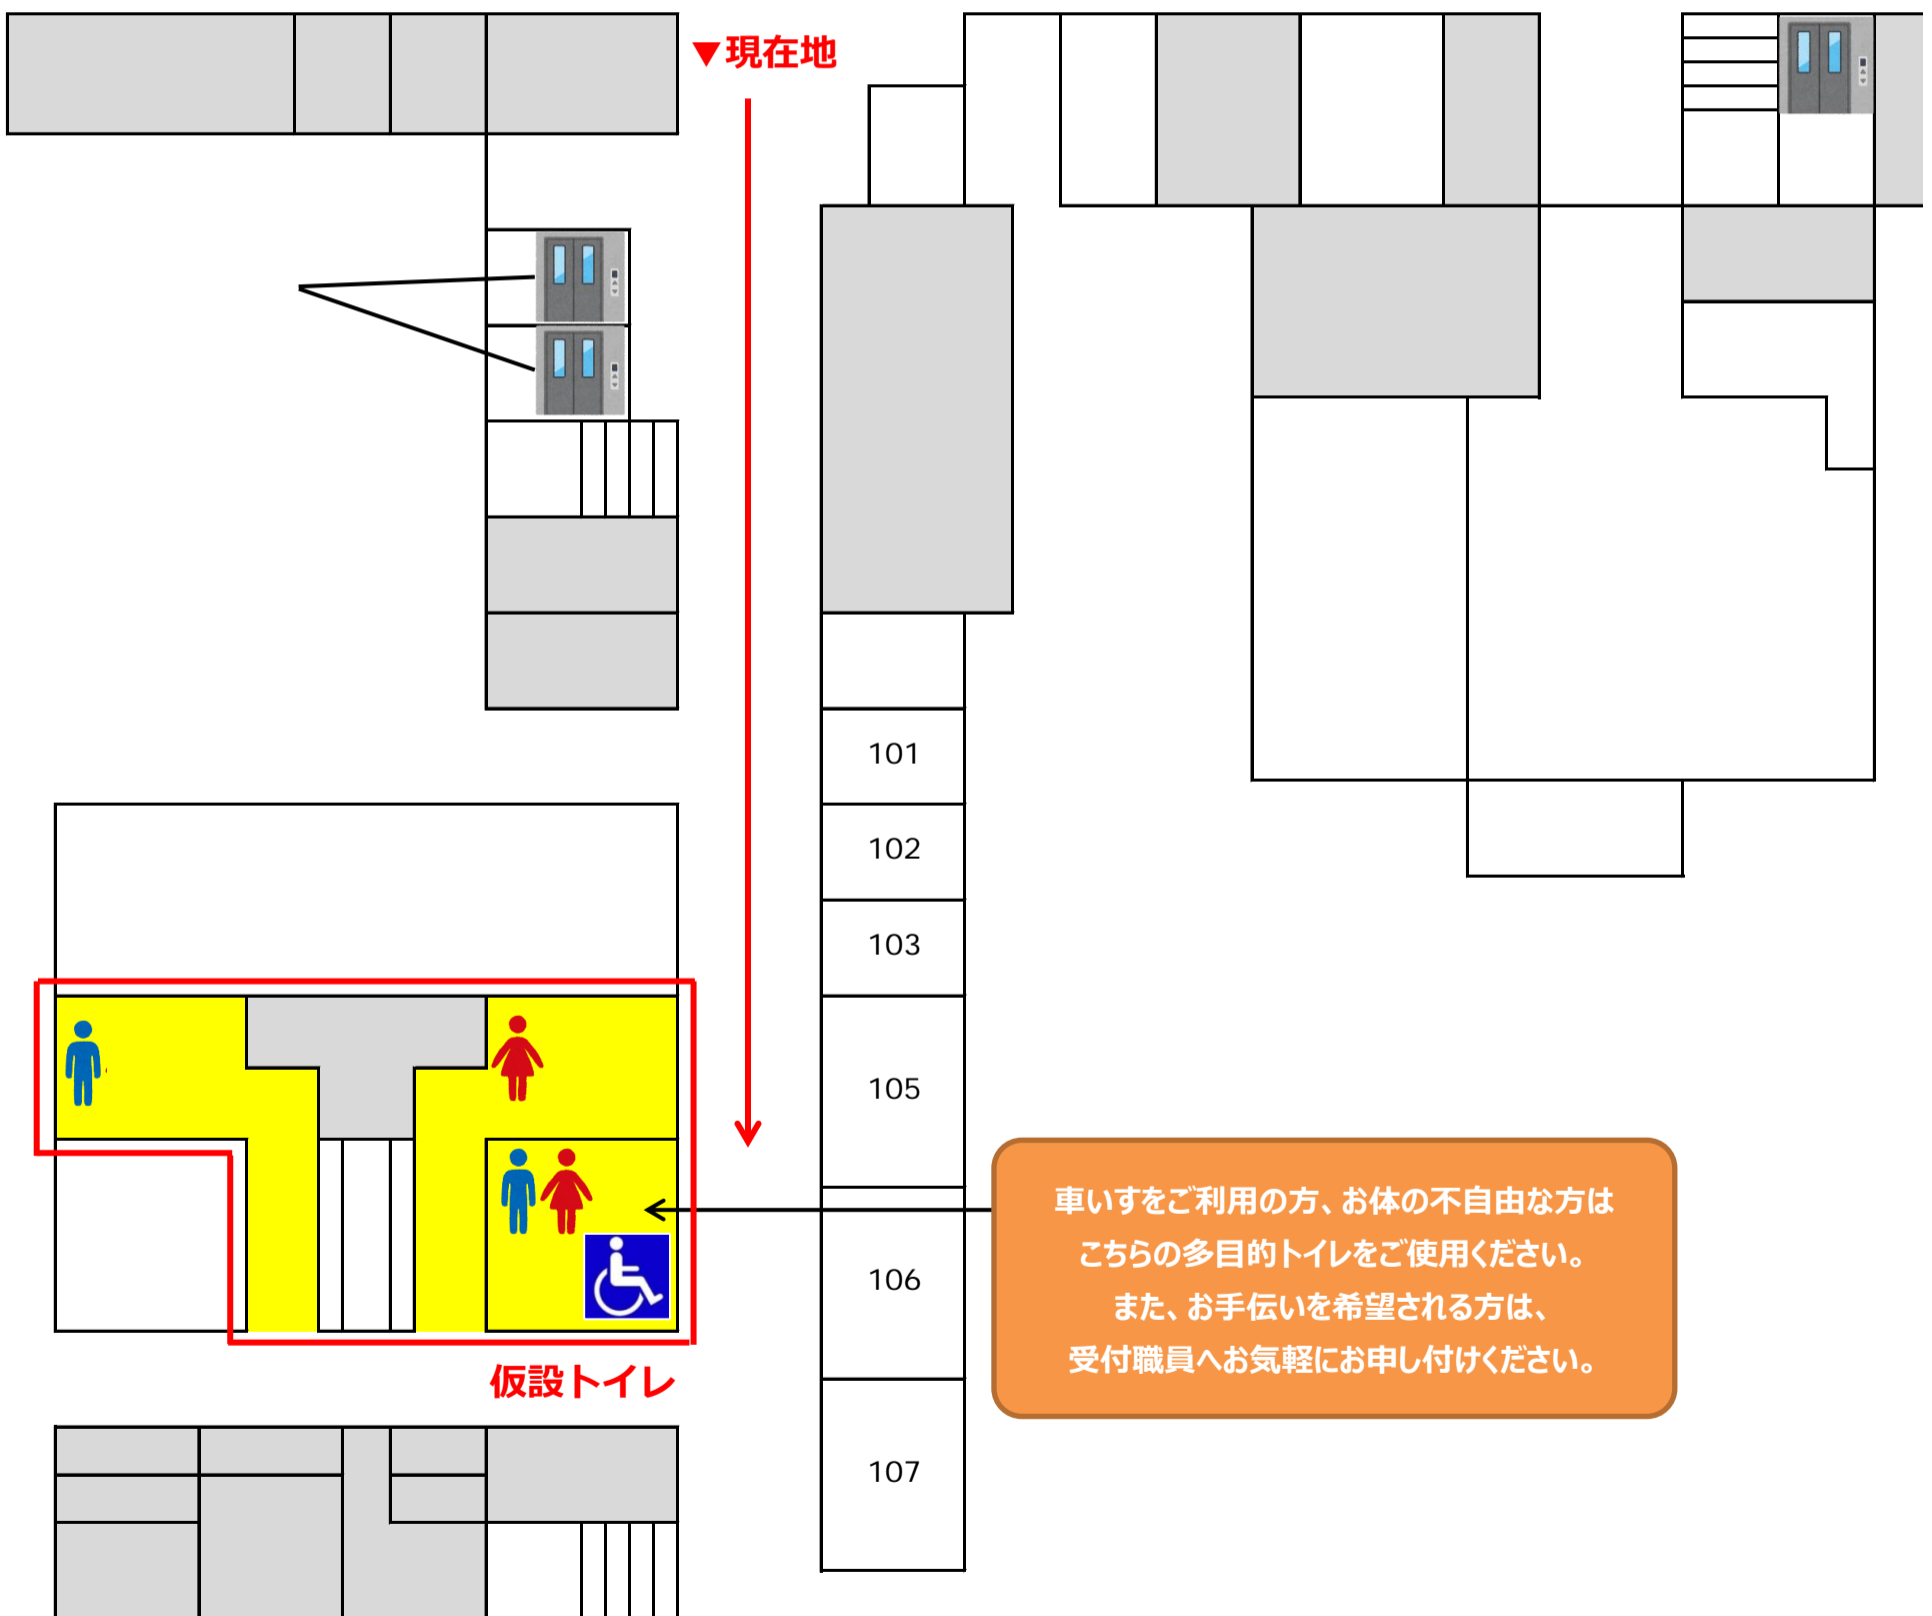 ▼現在地
101
102
103
105
106
107
車いすをご利用の方、お体の不自由な方は
こちらの多目的トイレをご使用ください。
また、お手伝いを希望される方は、
受付職員へお気軽にお申し付けください。
仮設トイレ